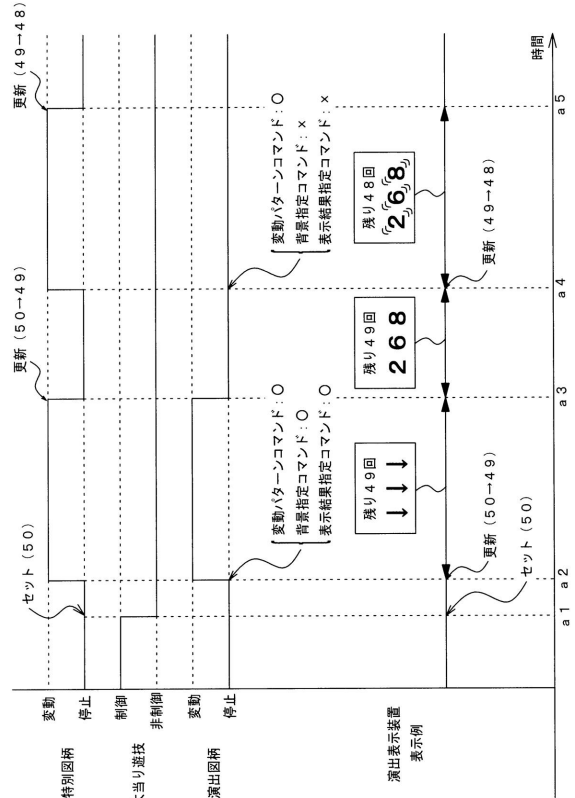 セット（50）
更新（50→49）
更新（49→48）
特別図柄
変動
停止
大当り遊技
制御
非制御
演出図柄
変動
停止
変動パターンコマンド：○
背景指定コマンド：○
表示結果指定コマンド：○
変動パターンコマンド：○
背景指定コマンド：×
表示結果指定コマンド：×
演出表示装置
表示例
残り49回
↓ ↓ ↓
残り49回
2 6 8
残り48回
2 6 8
セット（50）
更新（50→49）
更新（49→48）
a1
a2
a3
a4
a5
時間